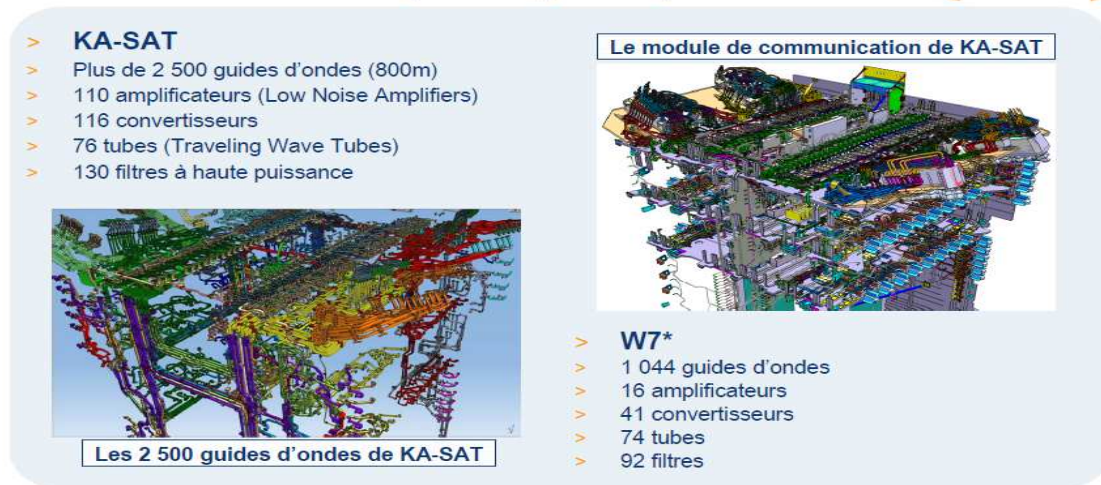 > KA-SAT
> Plus de 2 500 guides d'ondes (800m)
> 110 amplificateurs (Low Noise Amplifiers)
> 116 convertisseurs
> 76 tubes (Traveling Wave Tubes)
> 130 filtres à haute puissance
Les 2 500 guides d'ondes de KA-SAT
Le module de communication de KA-SAT
> W7*
> 1 044 guides d'ondes
> 16 amplificateurs
> 41 convertisseurs
> 74 tubes
> 92 filtres